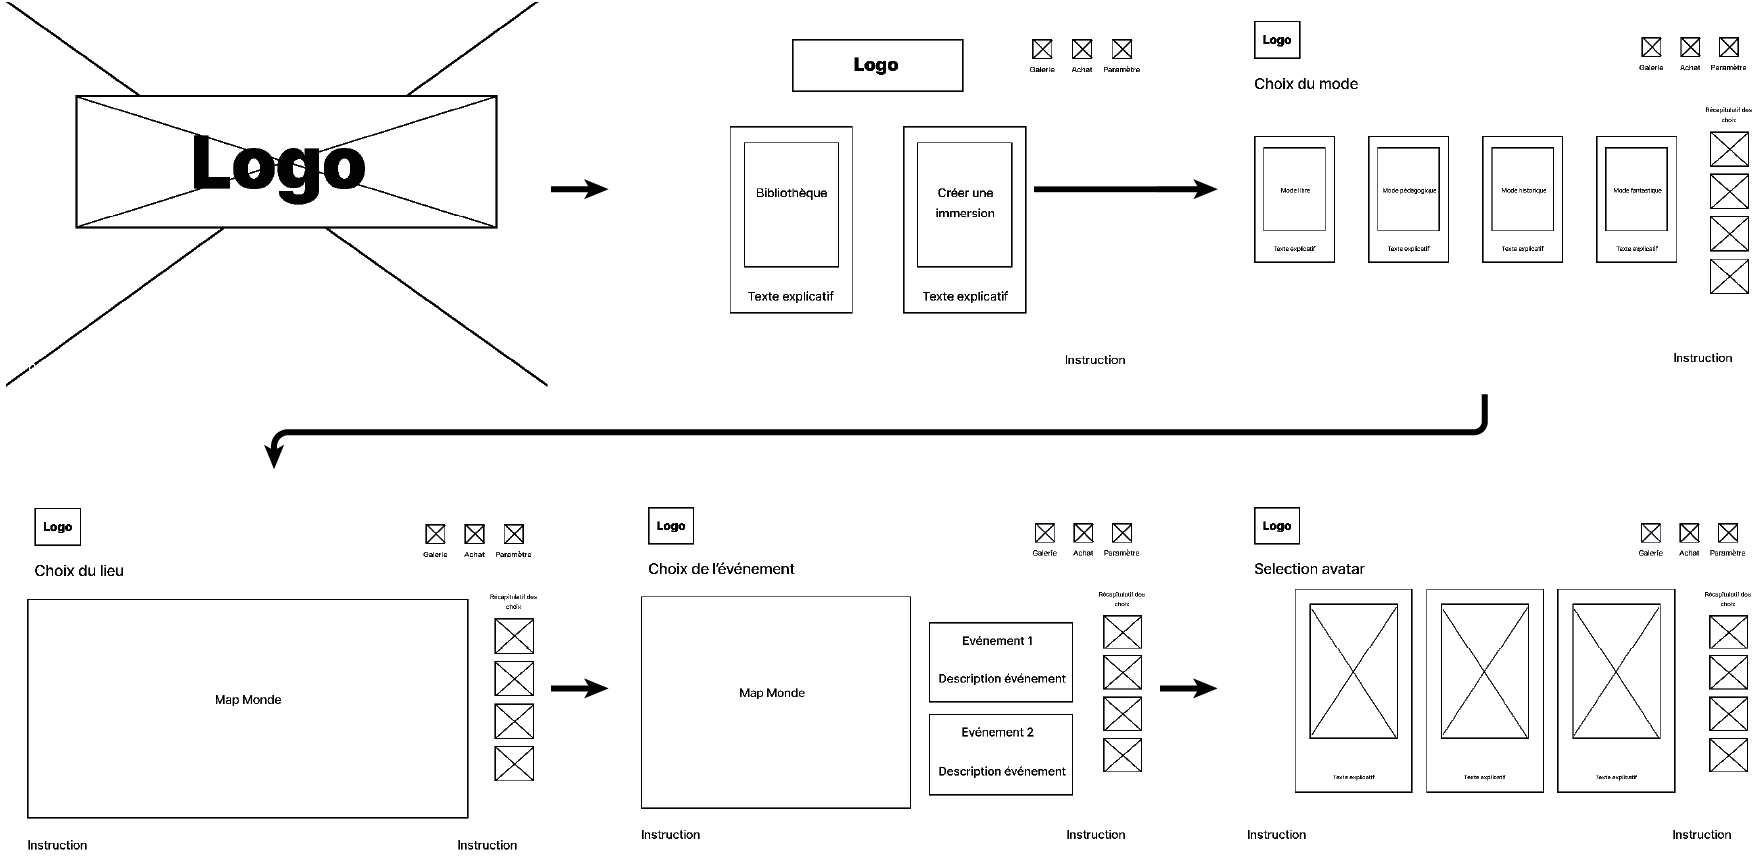 Logo
Logo
Galerie
Achat
Paramètre
Bibliothèque
Texte explicatif
Créer une
immersion
Texte explicatif
Instruction
Logo
Galerie
Achat
Paramètre
Choix du mode
Récapitulatif des
choix
Mode libre
Texte explicatif
Mode pédagogique
Texte explicatif
Mode historique
Texte explicatif
Mode fantastique
Texte explicatif
Instruction
Logo
Galerie
Achat
Paramètre
Choix du lieu
Récapitulatif des
choix
Map Monde
Instruction
Instruction
Logo
Galerie
Achat
Paramètre
Choix de l'événement
Récapitulatif des
choix
Map Monde
Evénement 1
Description événement
Evénement 2
Description événement
Instruction
Instruction
Logo
Galerie
Achat
Paramètre
Selection avatar
Récapitulatif des
choix
Texte explicatif
Texte explicatif
Texte explicatif
Instruction
Instruction